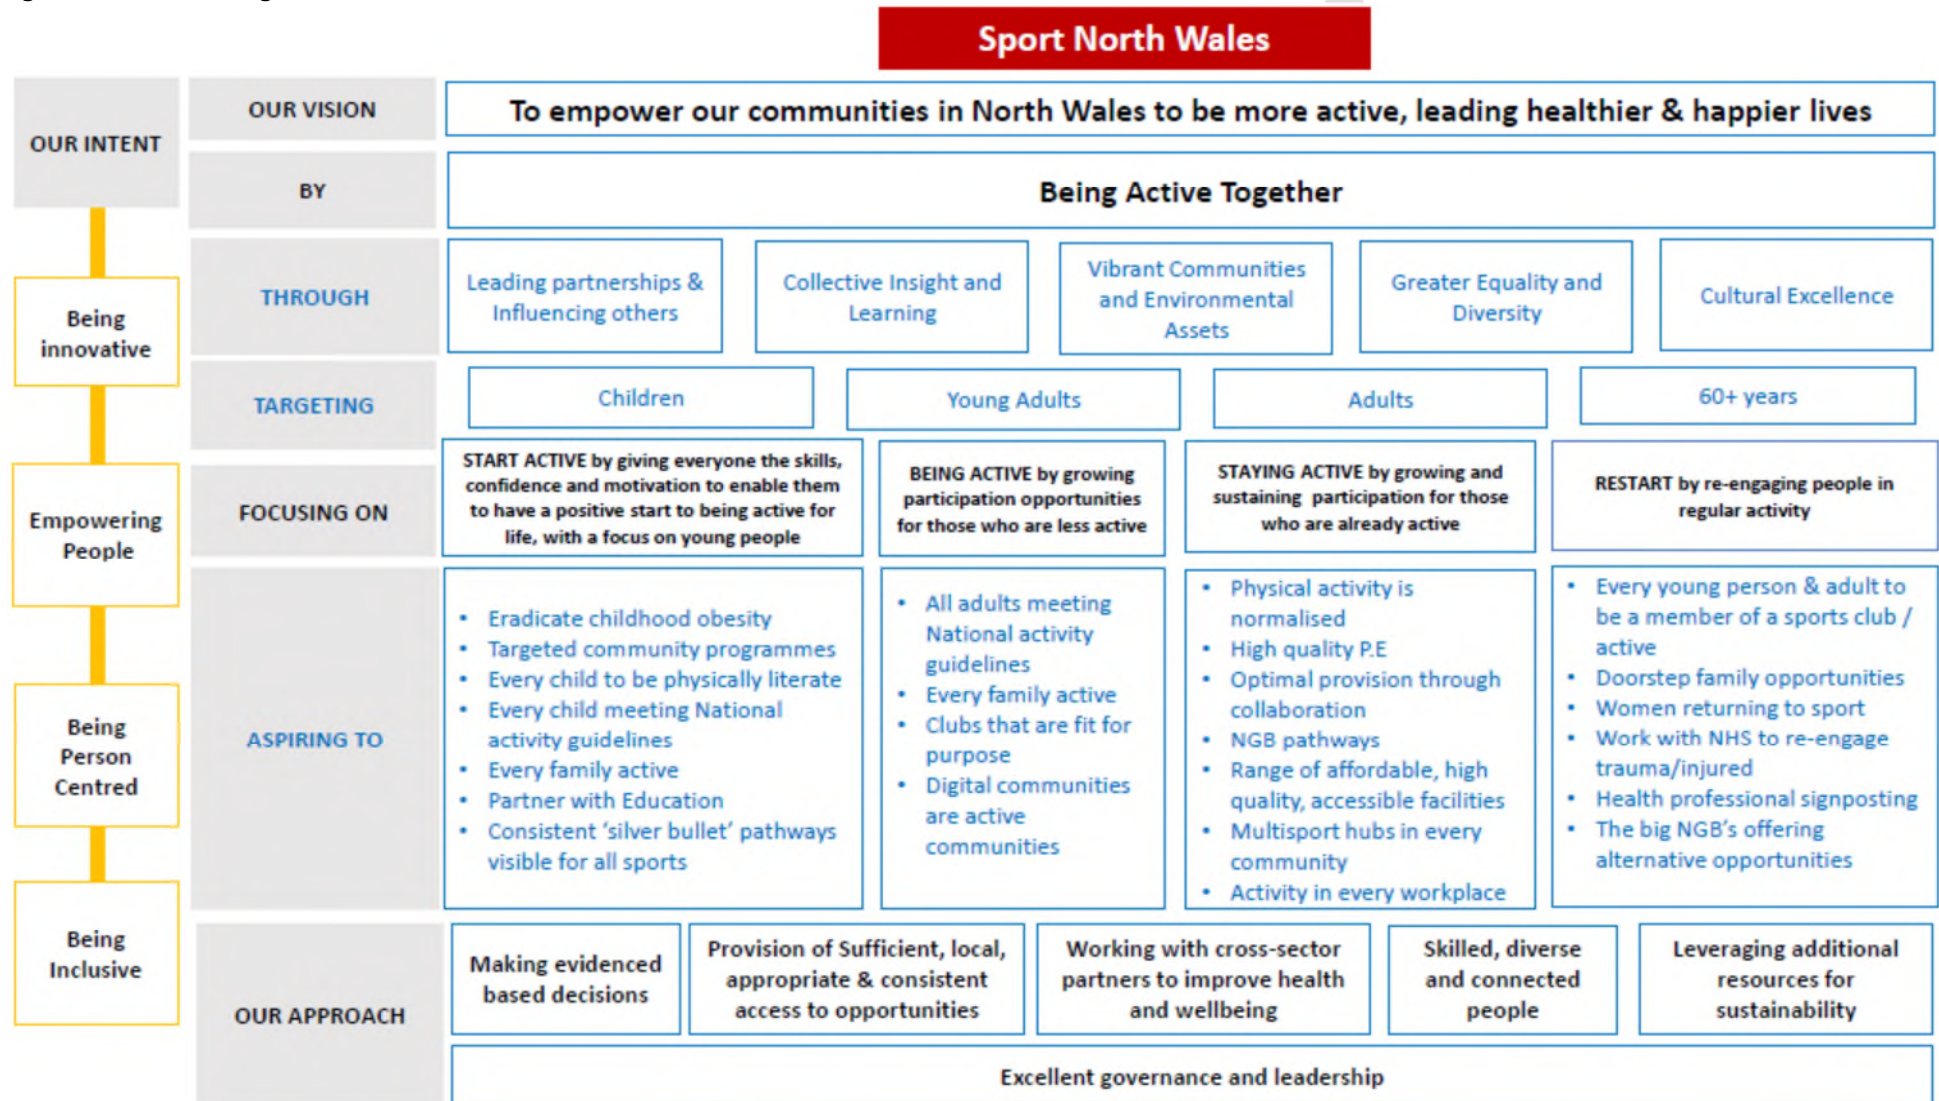 Sport North Wales
OUR INTENT
Being
innovative
Empowering
People
Being
Person
Centred
Being
Inclusive
OUR VISION
To empower our communities in North Wales to be more active, leading healthier & happier lives
BY
Being Active Together
THROUGH
Leading partnerships &
Influencing others
Collective Insight and
Learning
Vibrant Communities
and Environmental
Assets
Greater Equality and
Diversity
Cultural Excellence
TARGETING
Children
Young Adults
Adults
60+ years
FOCUSING ON
START ACTIVE by giving everyone the skills,
confidence and motivation to enable them
to have a positive start to being active for
life, with a focus on young people
BEING ACTIVE by growing
participation opportunities
for those who are less active
STAYING ACTIVE by growing and
sustaining participation for those
who are already active
RESTART by re-engaging people in
regular activity
ASPIRING TO
• Eradicate childhood obesity
• Targeted community programmes
• Every child to be physically literate
• Every child meeting National
activity guidelines
• Every family active
• Partner with Education
• Consistent ‘silver bullet’ pathways
visible for all sports
• All adults meeting
National activity
guidelines
• Every family active
• Clubs that are fit for
purpose
• Digital communities
are active
communities
• Physical activity is
normalised
• High quality P.E
• Optimal provision through
collaboration
• NGB pathways
• Range of affordable, high
quality, accessible facilities
• Multisport hubs in every
community
• Activity in every workplace
• Every young person & adult to
be a member of a sports club /
active
• Doorstep family opportunities
• Women returning to sport
• Work with NHS to re-engage
trauma/injured
• Health professional signposting
• The big NGB’s offering
alternative opportunities
OUR APPROACH
Making evidenced
based decisions
Provision of Sufficient, local,
appropriate & consistent
access to opportunities
Working with cross-sector
partners to improve health
and wellbeing
Skilled, diverse
and connected
people
Leveraging additional
resources for
sustainability
Excellent governance and leadership